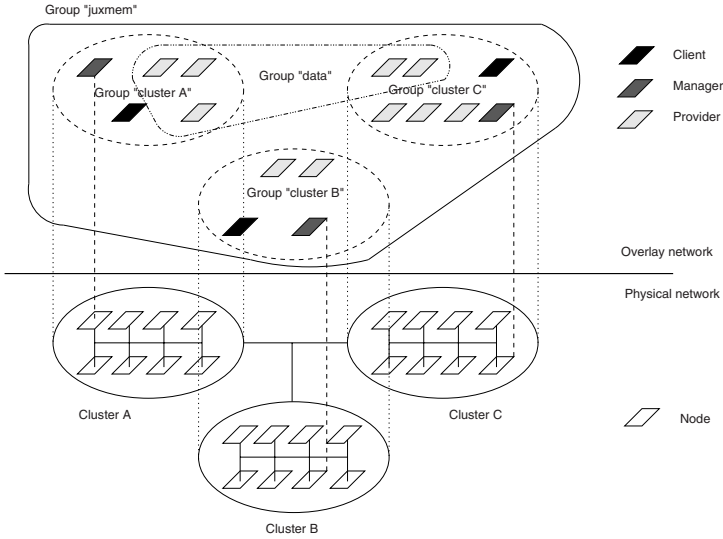 Group "juxmem"
Group "data"
Group "cluster A"
Group "cluster C"
Group "cluster B"
Client
Manager
Provider
Overlay network
Physical network
Cluster A
Cluster C
Node
Cluster B